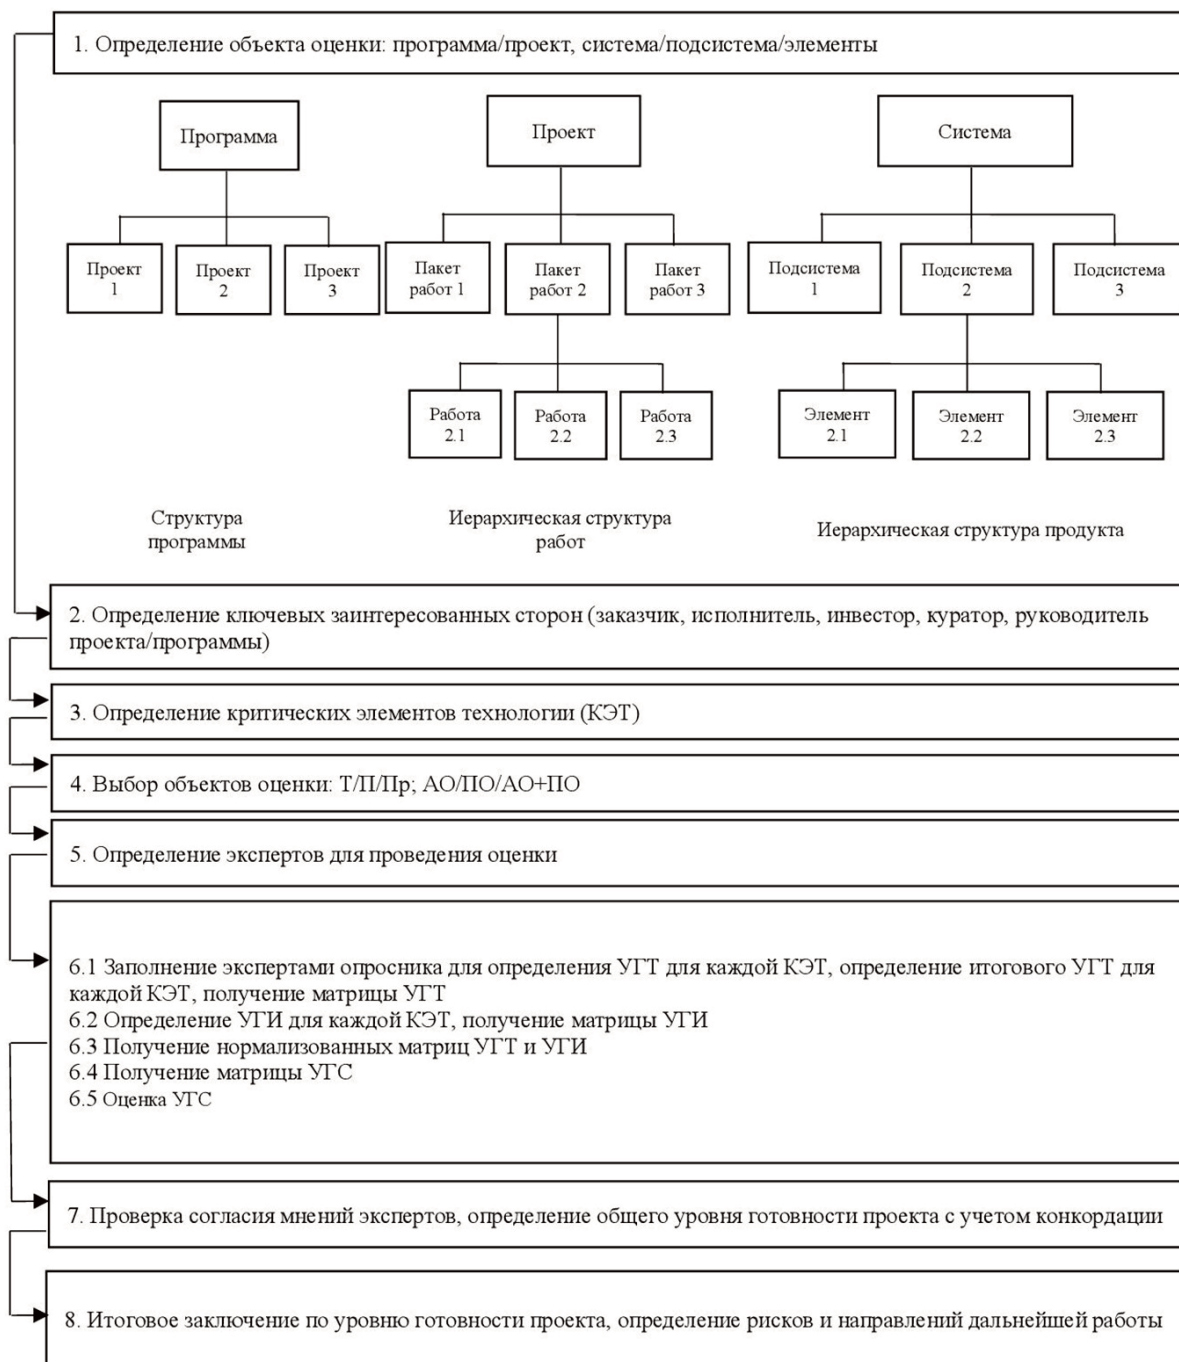 1. Определение объекта оценки: программа/проект, система/подсистема/элементы
Программа
Проект
Система
Проект
1
Проект
2
Проект
3
Пакет
работ 1
Пакет
работ 2
Пакет
работ 3
Подсистема
1
Подсистема
2
Подсистема
3
Работа
2.1
Работа
2.2
Работа
2.3
Элемент
2.1
Элемент
2.2
Элемент
2.3
Структура
программы
Иерархическая структура
работ
Иерархическая структура продукта
2. Определение ключевых заинтересованных сторон (заказчик, исполнитель, инвестор, куратор, руководитель
проекта/программы)
3. Определение критических элементов технологии (КЭТ)
4. Выбор объектов оценки: Т/П/Пр; АО/ПО/АО+ПО
5. Определение экспертов для проведения оценки
6.1 Заполнение экспертами опросника для определения УГТ для каждой КЭТ, определение итогового УГТ для
каждой КЭТ, получение матрицы УГТ
6.2 Определение УГИ для каждой КЭТ, получение матрицы УГИ
6.3 Получение нормализованных матриц УГТ и УГИ
6.4 Получение матрицы УГС
6.5 Оценка УГС
7. Проверка согласия мнений экспертов, определение общего уровня готовности проекта с учетом конкордации
8. Итоговое заключение по уровню готовности проекта, определение рисков и направлений дальнейшей работы